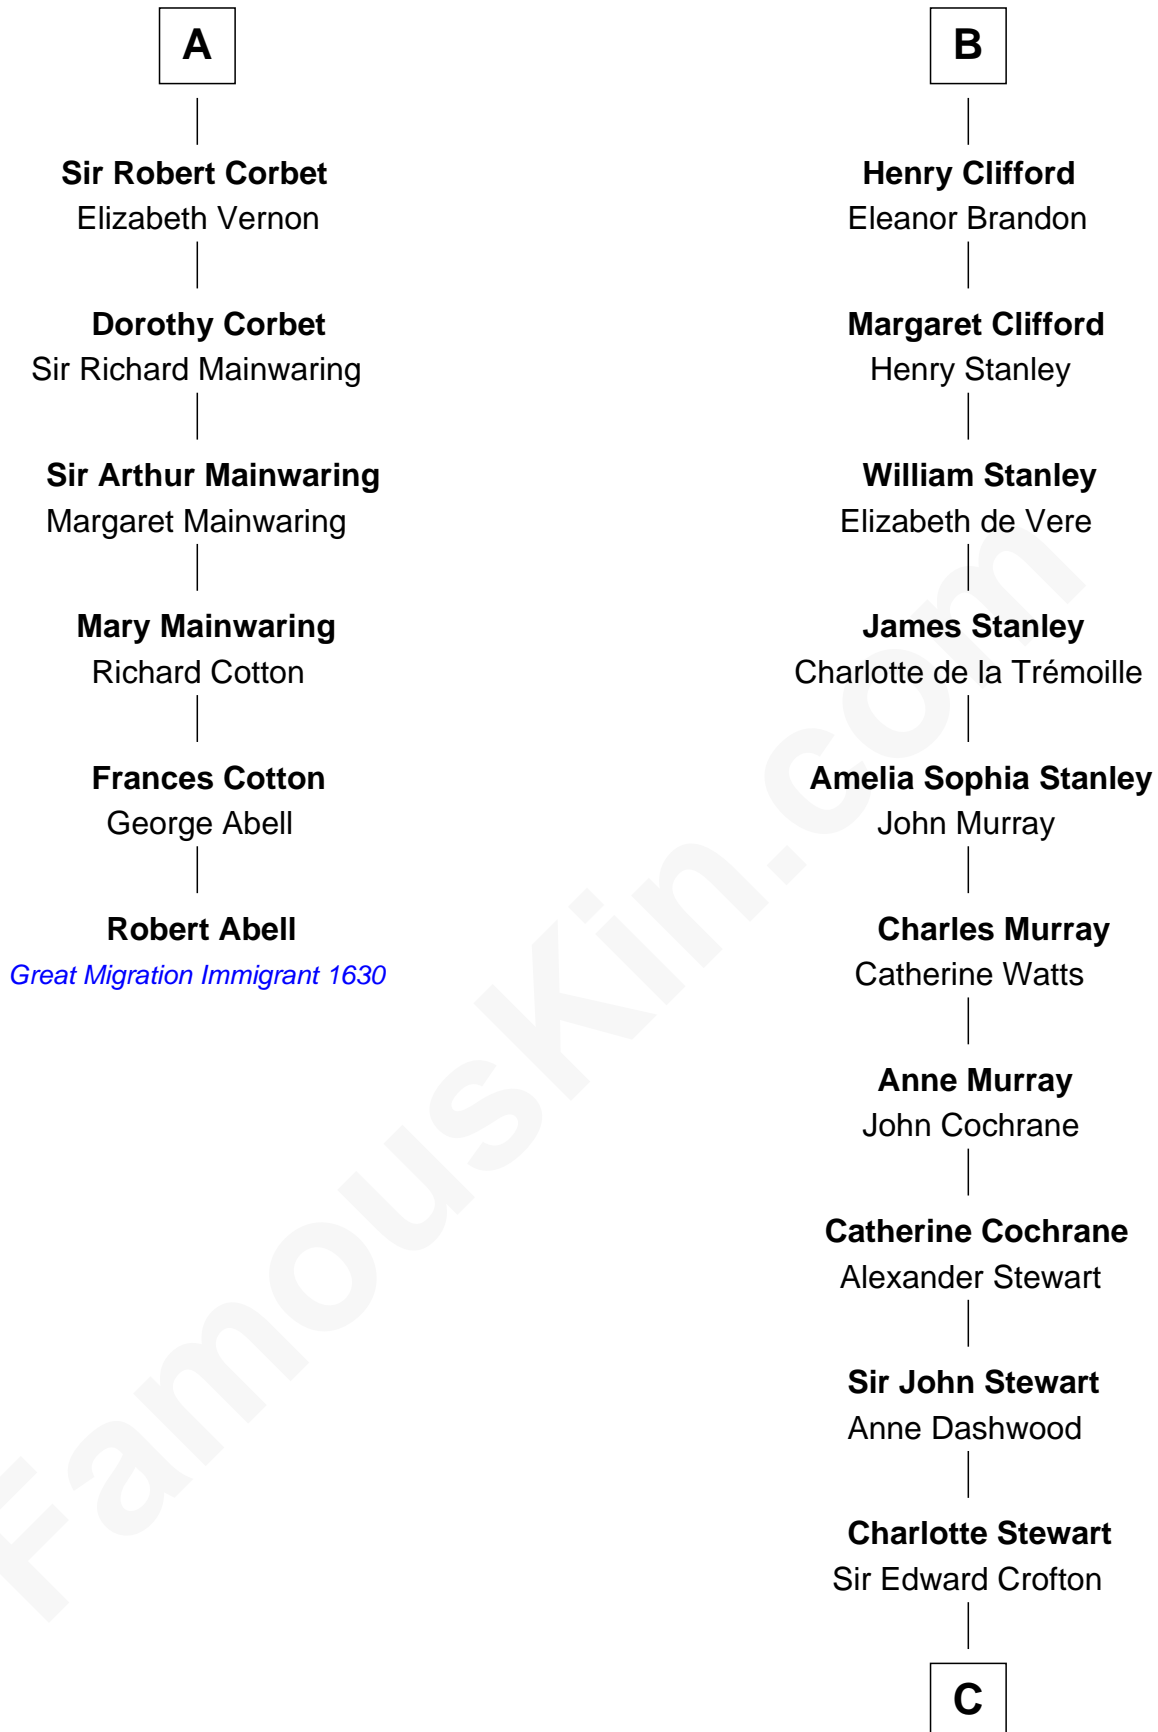 A
Sir Robert Corbet
Elizabeth Vernon
Dorothy Corbet
Sir Richard Mainwaring
Sir Arthur Mainwaring
Margaret Mainwaring
Mary Mainwaring
Richard Cotton
Frances Cotton
George Abell
Robert Abell
Great Migration Immigrant 1630
B
Henry Clifford
Eleanor Brandon
Margaret Clifford
Henry Stanley
William Stanley
Elizabeth de Vere
James Stanley
Charlotte de la Trémoille
Amelia Sophia Stanley
John Murray
Charles Murray
Catherine Watts
Anne Murray
John Cochrane
Catherine Cochrane
Alexander Stewart
Sir John Stewart
Anne Dashwood
Charlotte Stewart
Sir Edward Crofton
C
FamousKin.com